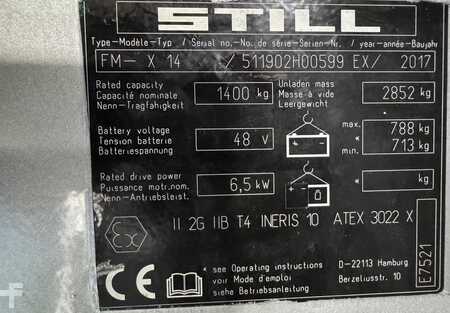 STILL
Type-Modèle-Typ / Serial no.-No. de série-Serien-Nr. / year-année-Baujahr
FM- X 14 / 511902H00599 EX/ 2017
Rated capacity
Capacité nominale
Nenn-Tragfähigkeit
1400 kg
Unladen mass
Masse à vide
Leergewicht
2852 kg
Battery voltage
Tension batterie
Batteriespannung
48 V
max. 788 kg
*
min. 713 kg
Rated drive power
Puissance motr.nom.
Nenn-Antriebsleist.
6,5 kW
* kg
Ex II 2G IIB T4 INERIS 10 ATEX 3022 X
CE
i
* see Operating instructions
voir Mode d'emploi
siehe Betriebsanleitung
D-22113 Hamburg
Berzeliusstr. 10
E7521